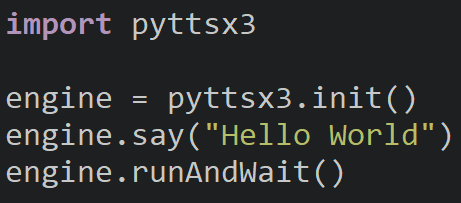 import pyttsx3
engine = pyttsx3.init()
engine.say("Hello World")
engine.runAndWait()